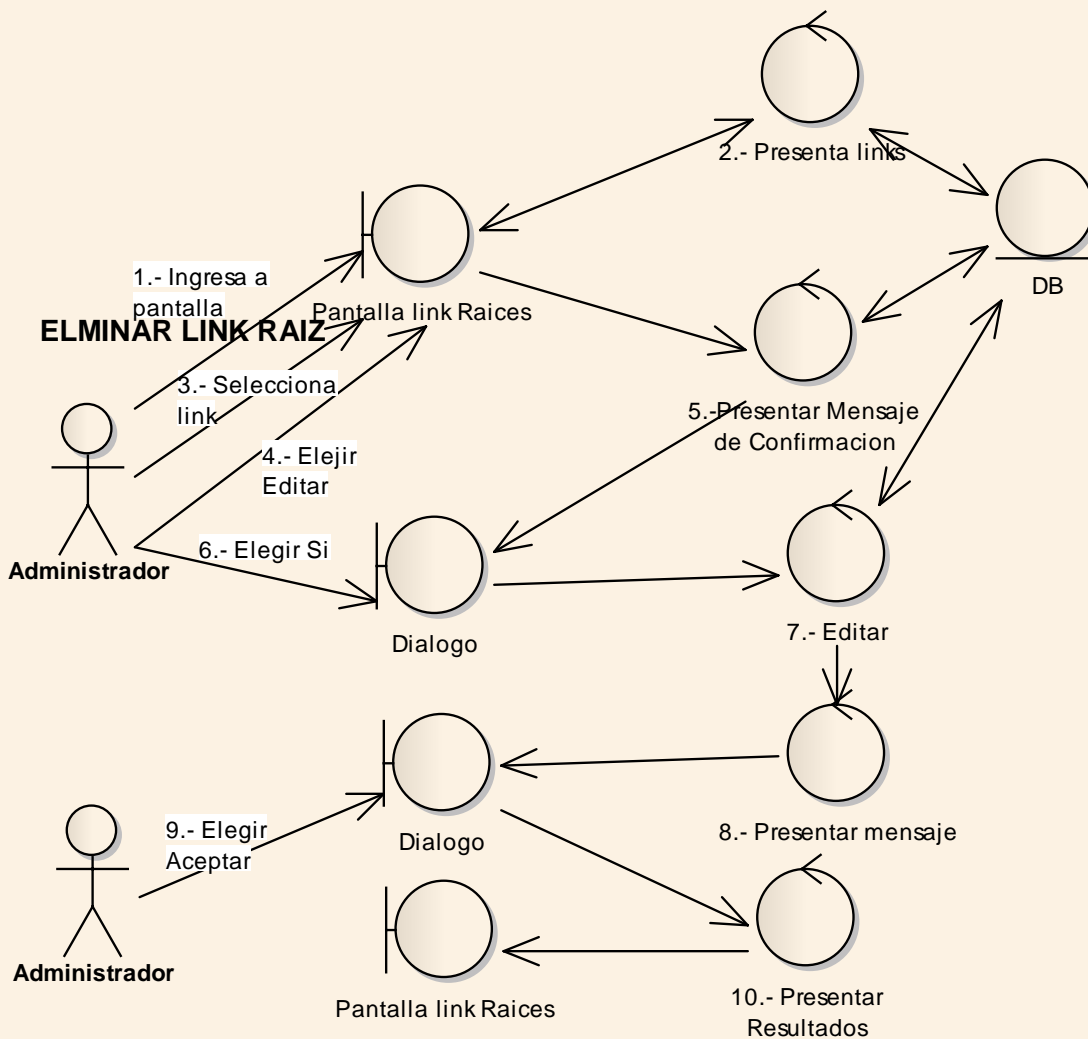 2.- Presenta links
DB
1.- Ingresa a
pantalla
Pantalla link Raices
ELMINAR LINK RAIZ
3.- Selecciona
link
5.-Presentar Mensaje
de Confirmacion
4.- Elejir
Editar
6.- Elegir Si
Administrador
Dialogo
7.- Editar
9.- Elegir
Aceptar
Dialogo
8.- Presentar mensaje
Administrador
Pantalla link Raices
10.- Presentar
Resultados